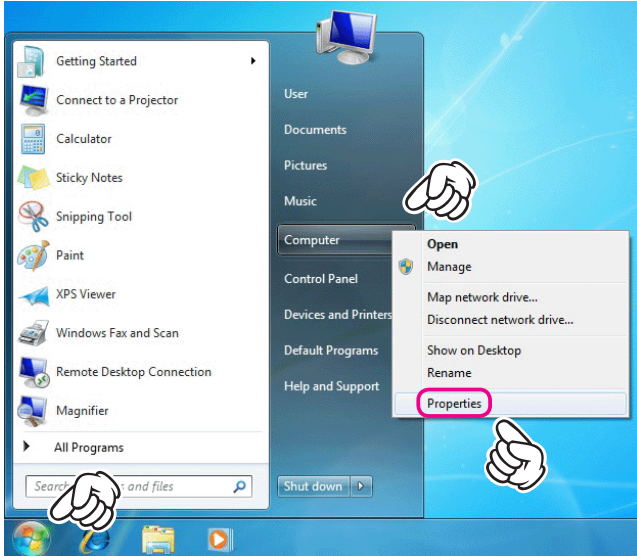 Getting Started
Connect to a Projector
Calculator
Sticky Notes
Snipping Tool
Paint
XPS Viewer
Windows Fax and Scan
Remote Desktop Connection
Magnifier
All Programs
Search and files
User
Documents
Pictures
Music
Computer
Control Panel
Devices and Printers
Default Programs
Help and Support
Shut down
Open
Manage
Map network drive...
Disconnect network drive...
Show on Desktop
Rename
Properties